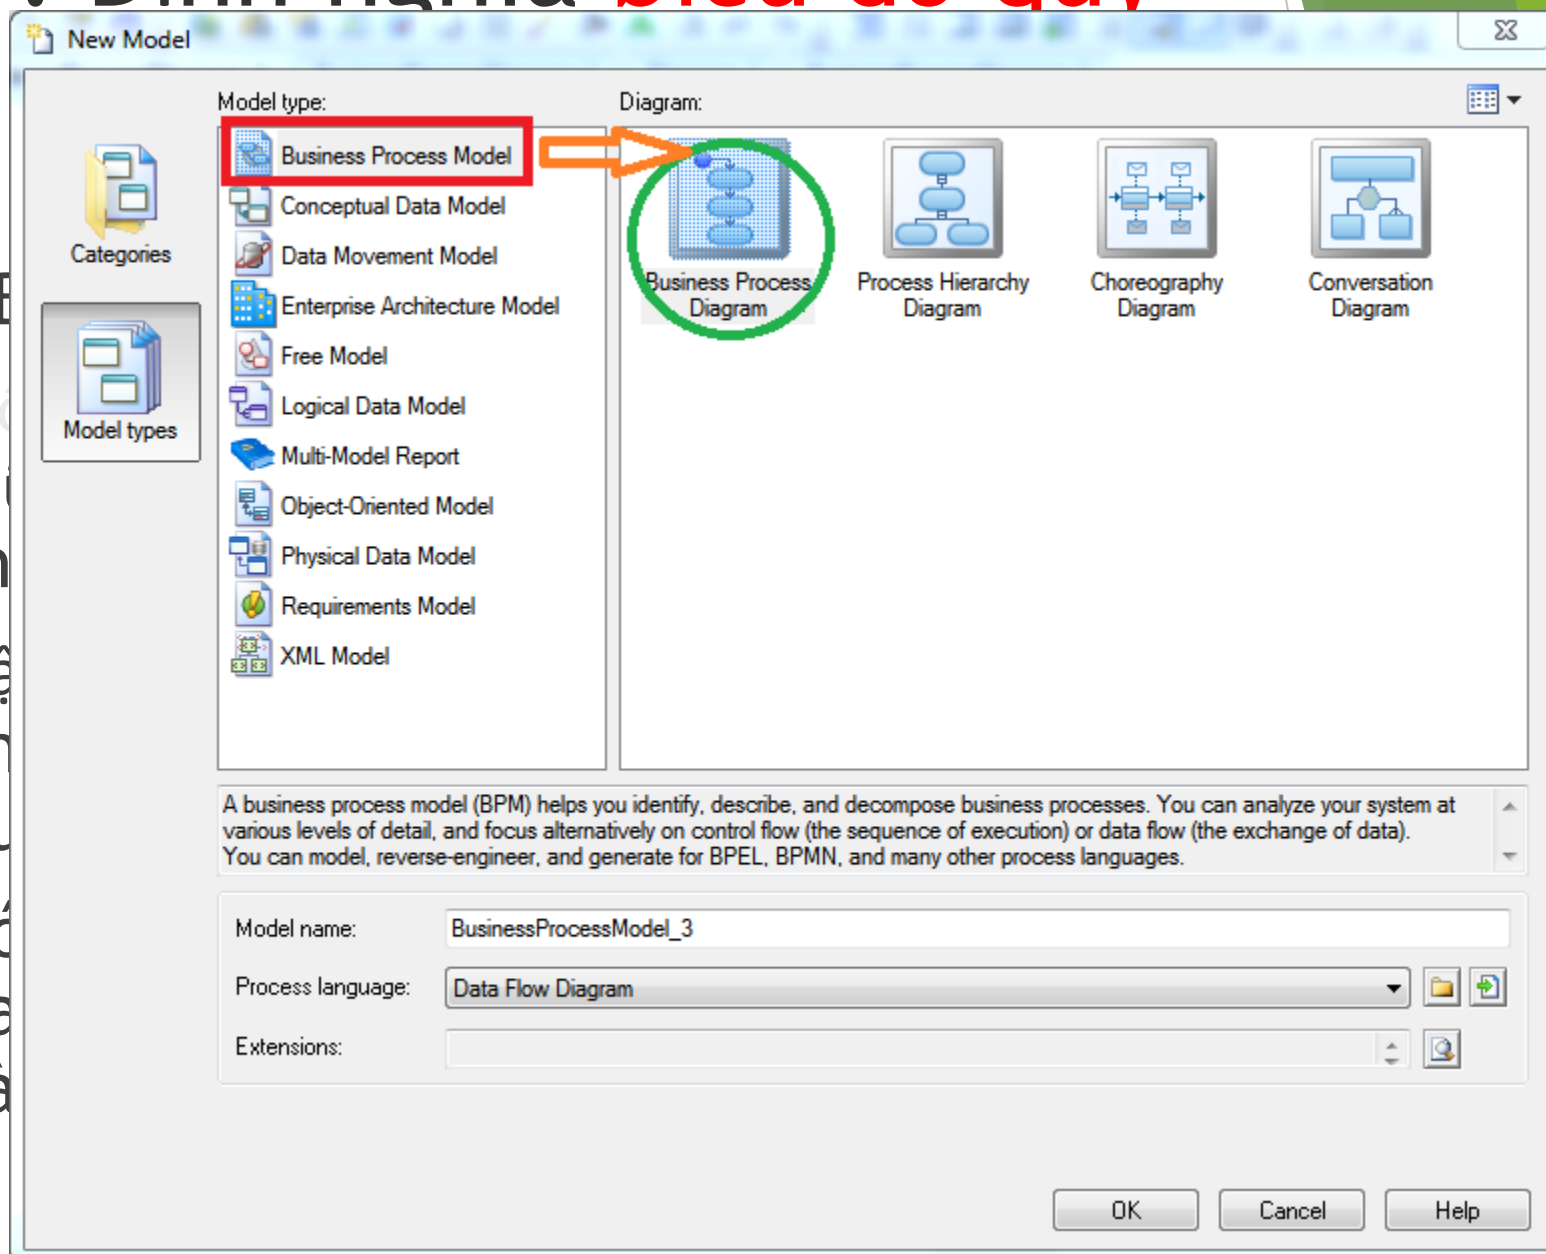 Định nghĩa biểu đồ quy
New Model
Model type:
Diagram:
Categories
Model types
Business Process Model
Conceptual Data Model
Data Movement Model
Enterprise Architecture Model
Free Model
Logical Data Model
Multi-Model Report
Object-Oriented Model
Physical Data Model
Requirements Model
XML Model
Business Process
Diagram
Process Hierarchy
Diagram
Choreography
Diagram
Conversation
Diagram
A business process model (BPM) helps you identify, describe, and decompose business processes. You can analyze your system at
various levels of detail, and focus alternatively on control flow (the sequence of execution) or data flow (the exchange of data).
You can model, reverse-engineer, and generate for BPEL, BPMN, and many other process languages.
Model name:
BusinessProcessModel_3
Process language:
Data Flow Diagram
Extensions:
OK
Cancel
Help